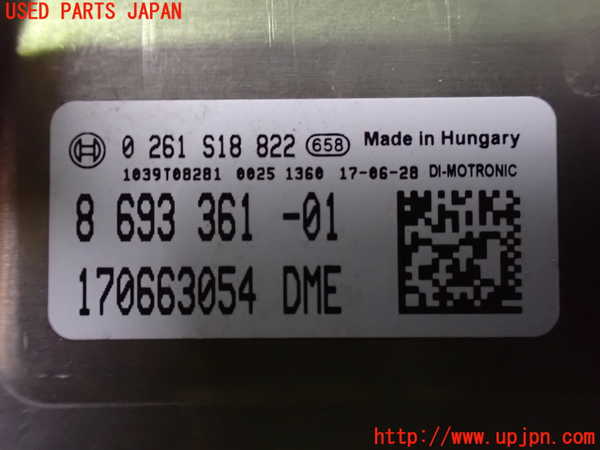 USED PARTS JAPAN
0 261 S18 822 658 Made in Hungary
1039T08281 0025 1360 17-06-28 DI-MOTRONIC
8 693 361 -01
170663054 DME
http://www.upjpn.com/